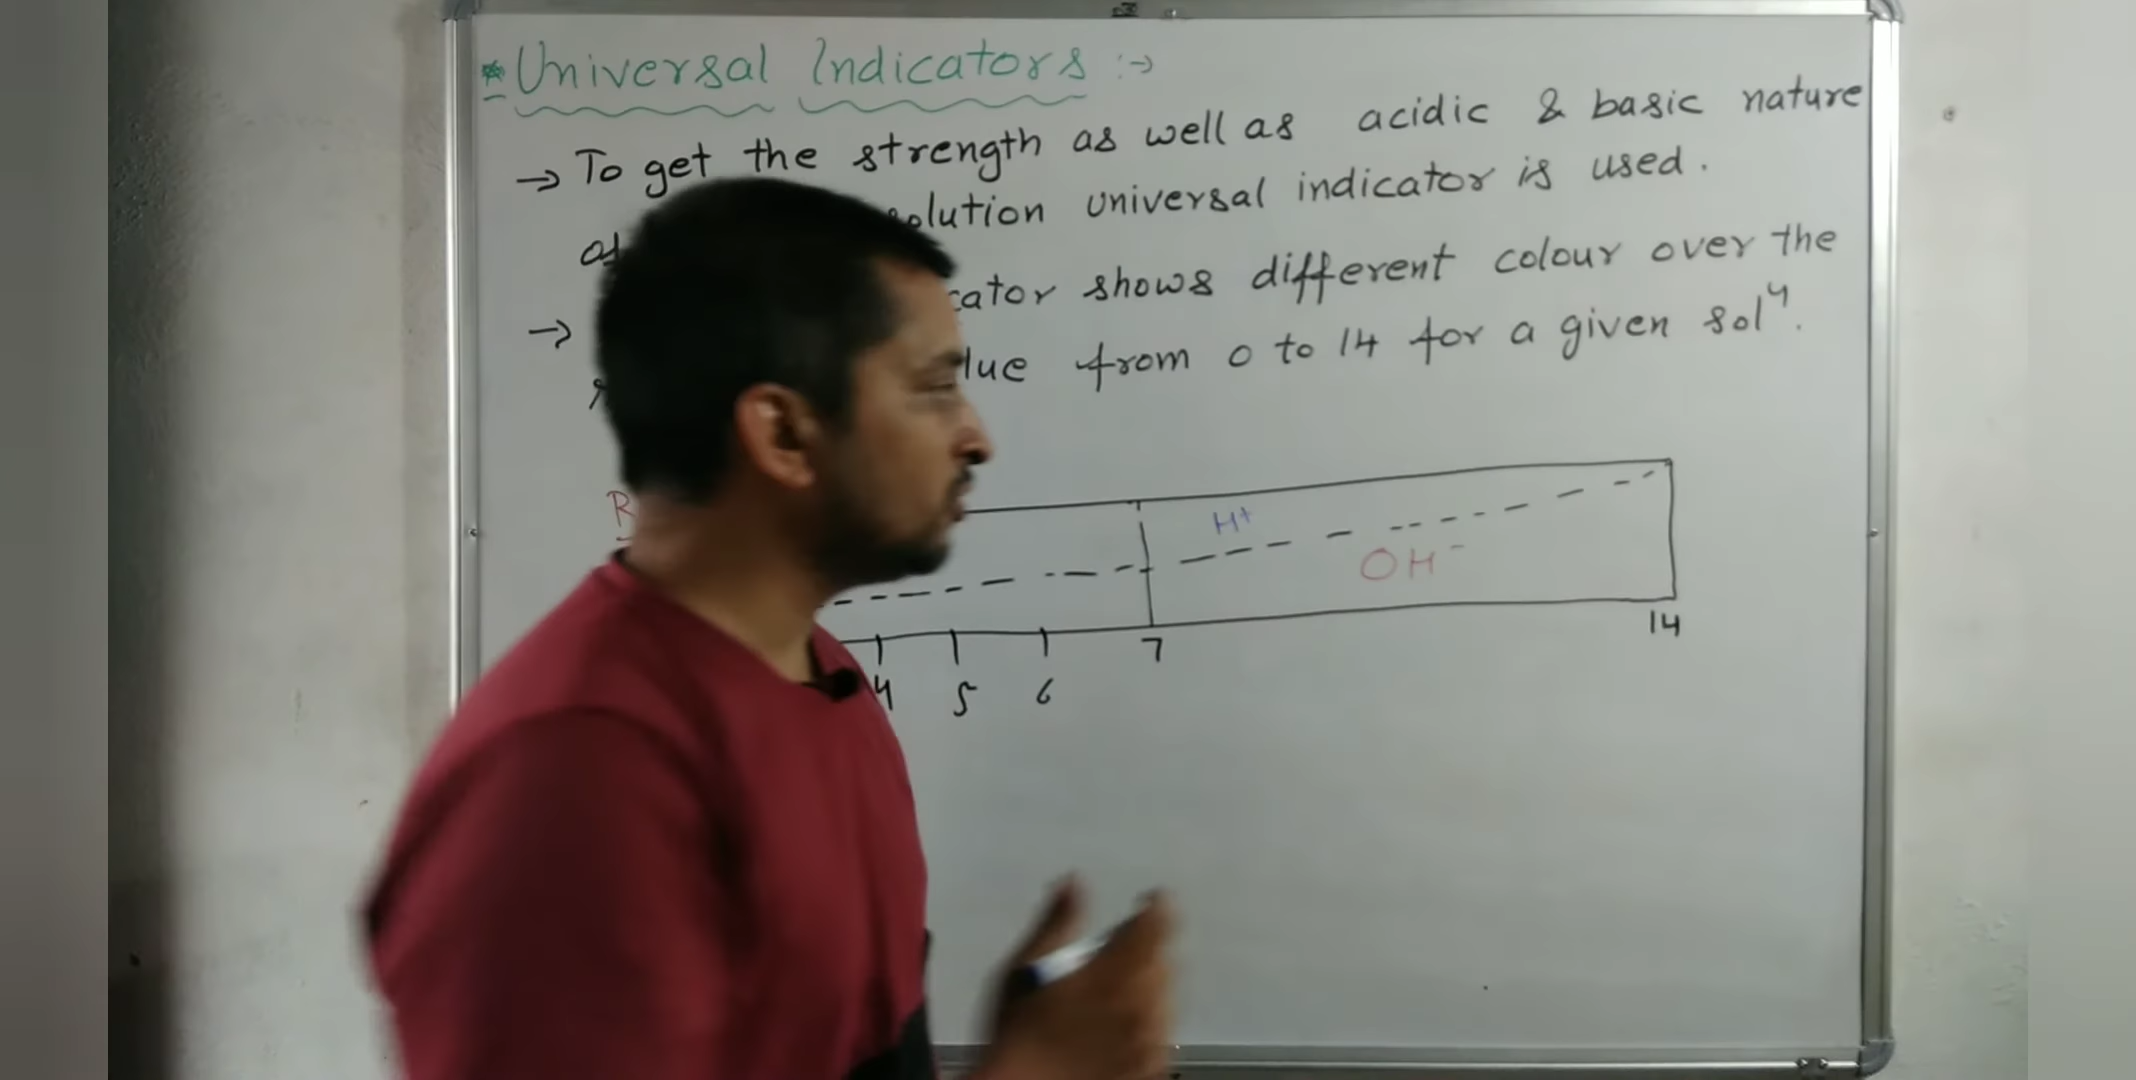 * Universal Indicators :→
→ To get the strength as well as acidic & basic nature
of solution universal indicator is used.
→ cator shows different colour over the
lue from 0 to 14 for a given solⁿ.
R
H⁺
OH⁻
4 5 6 7 14